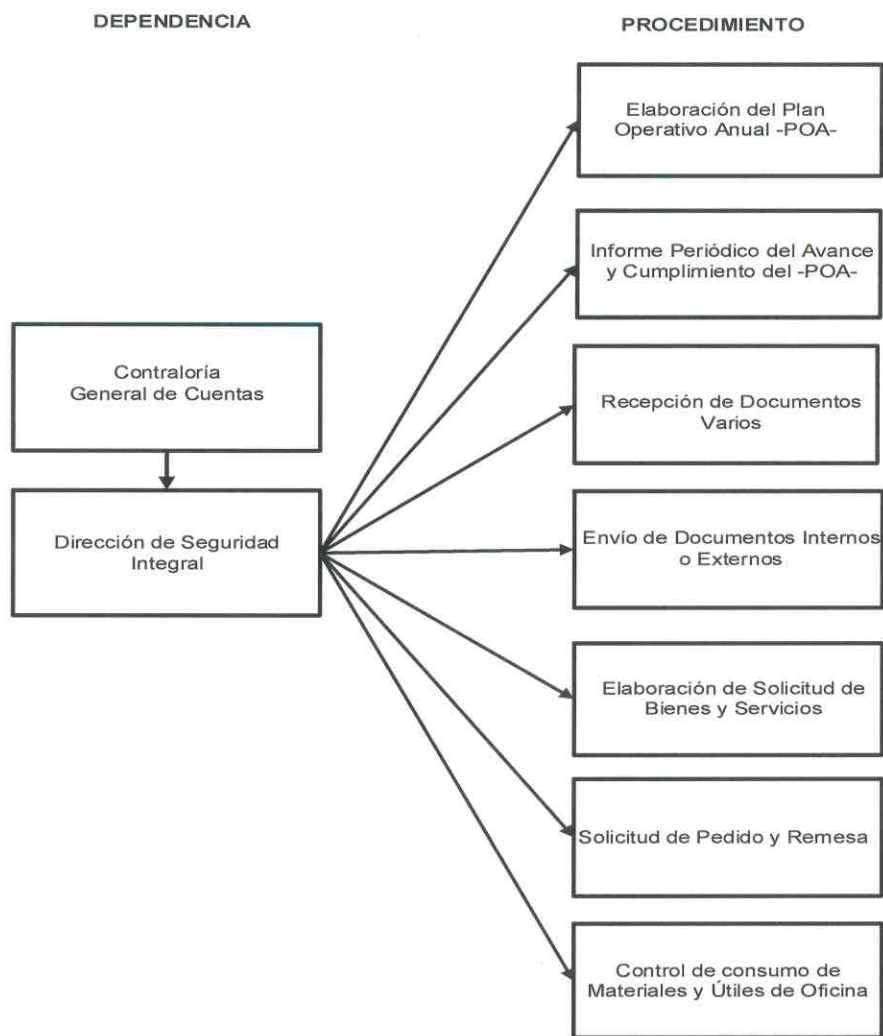 DEPENDENCIA
PROCEDIMIENTO
Elaboración del Plan
Operativo Anual -POA-
Informe Periódico del Avance
y Cumplimiento del -POA-
Contraloría
General de Cuentas
Recepción de Documentos
Varios
Dirección de Seguridad
Integral
Envío de Documentos Internos
o Externos
Elaboración de Solicitud de
Bienes y Servicios
Solicitud de Pedido y Remesa
Control de consumo de
Materiales y Útiles de Oficina